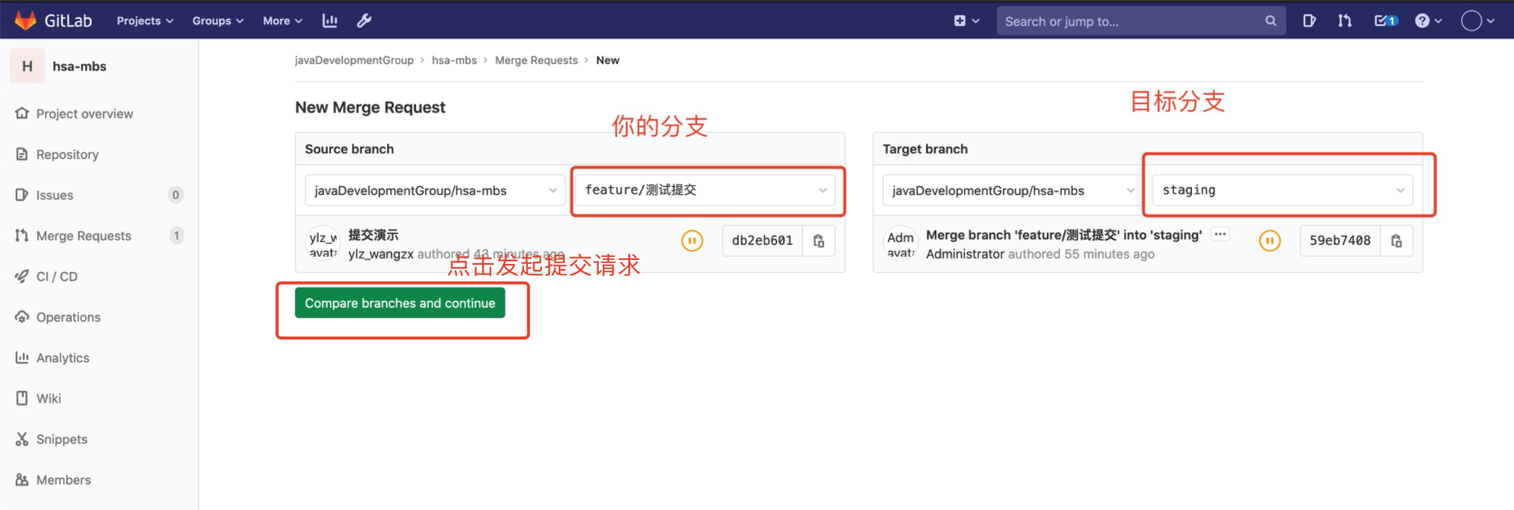 GitLab Projects Groups More Search or jump to... 1
H hsa-mbs
Project overview
Repository
Issues 0
Merge Requests 1
CI / CD
Operations
Analytics
Wiki
Snippets
Members
javaDevelopmentGroup > hsa-mbs > Merge Requests > New
New Merge Request
你的分支
目标分支
Source branch
javaDevelopmentGroup/hsa-mbs feature/测试提交
ylz_w avatar 提交演示
ylz_wangzx authored 43 minutes ago
db2eb601
Target branch
javaDevelopmentGroup/hsa-mbs staging
Adm avatar Merge branch 'feature/测试提交' into 'staging' ...
Administrator authored 55 minutes ago
59eb7408
点击发起提交请求
Compare branches and continue